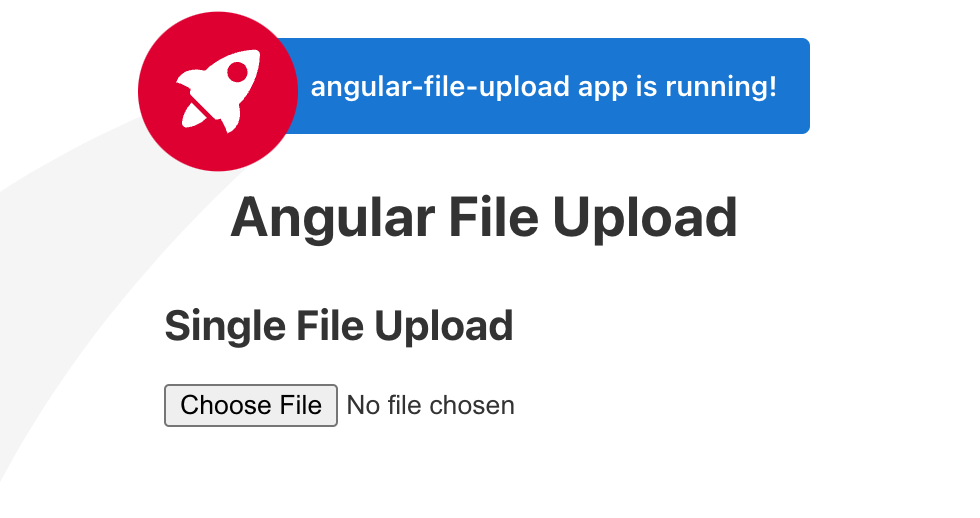 angular-file-upload app is running!
Angular File Upload
Single File Upload
Choose File No file chosen